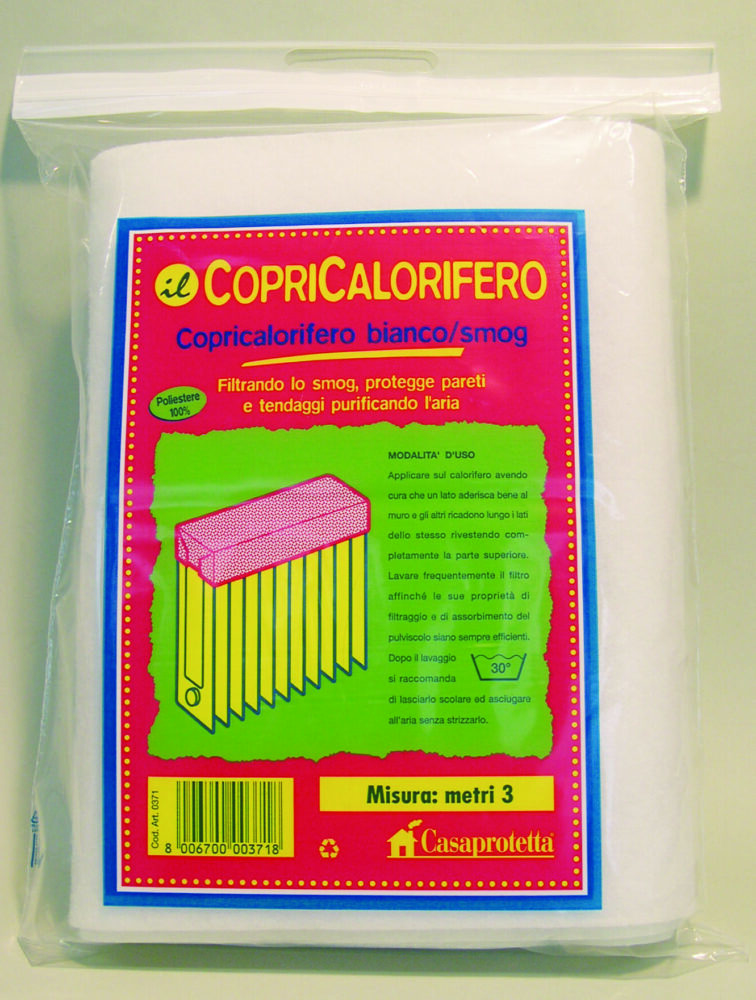 il COPRICALORIFERO
Copricalorifero bianco/smog
Filtrando lo smog, protegge pareti
e tendaggi purificando l'aria
Poliestere
100%
MODALITA' D'USO
Applicare sul calorifero avendo
cura che un lato aderisca bene al
muro e gli altri ricadono lungo i lati
dello stesso rivestendo com-
pletamente la parte superiore.
Lavare frequentemente il filtro
affinché le sue proprietà di
filtraggio e di assorbimento del
pulviscolo siano sempre efficienti.
Dopo il lavaggio
si raccomanda
30°
di lasciarlo scolare ed asciugare
all'aria senza strizzarlo.
Cod. Art. 0371
8 006700 003718
Misura: metri 3
Casaprotetta